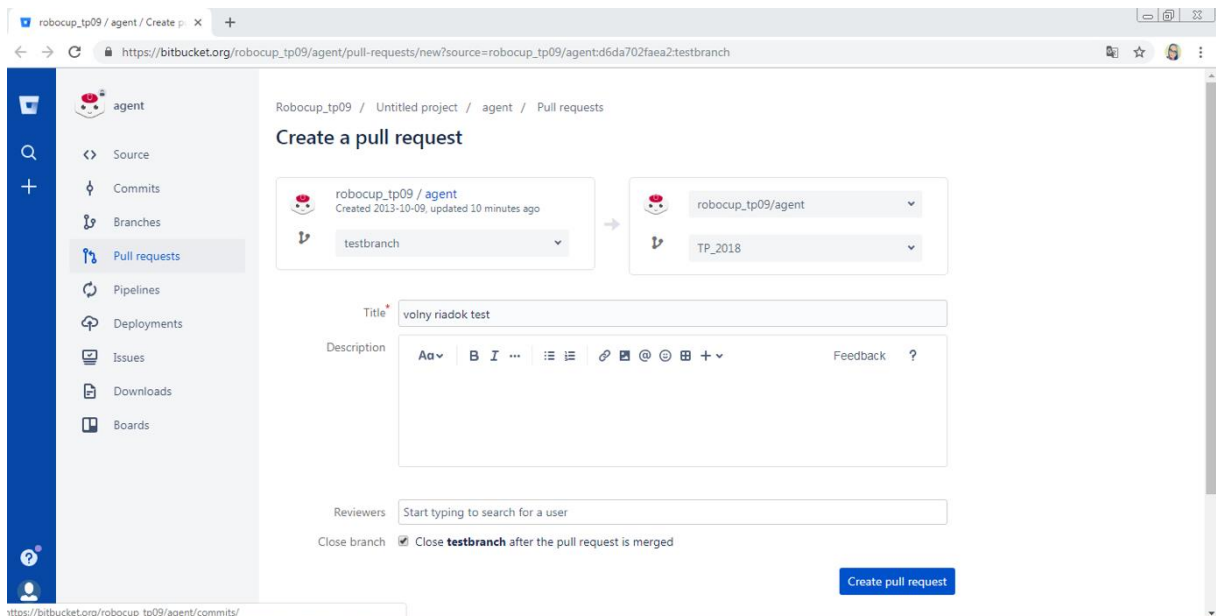 robocup_tp09 / agent / Create p
https://bitbucket.org/robocup_tp09/agent/pull-requests/new?source=robocup_tp09/agent:d6da702faea2:testbranch
agent
Source
Commits
Branches
Pull requests
Pipelines
Deployments
Issues
Downloads
Boards
Robocup_tp09 / Untitled project / agent / Pull requests
Create a pull request
robocup_tp09 / agent
Created 2013-10-09, updated 10 minutes ago
testbranch
robocup_tp09/agent
TP_2018
Title*
volny riadok test
Description
Aa B I ··· @ + Feedback ?
Reviewers
Start typing to search for a user
Close branch Close testbranch after the pull request is merged
Create pull request
https://bitbucket.org/robocup_tp09/agent/commits/